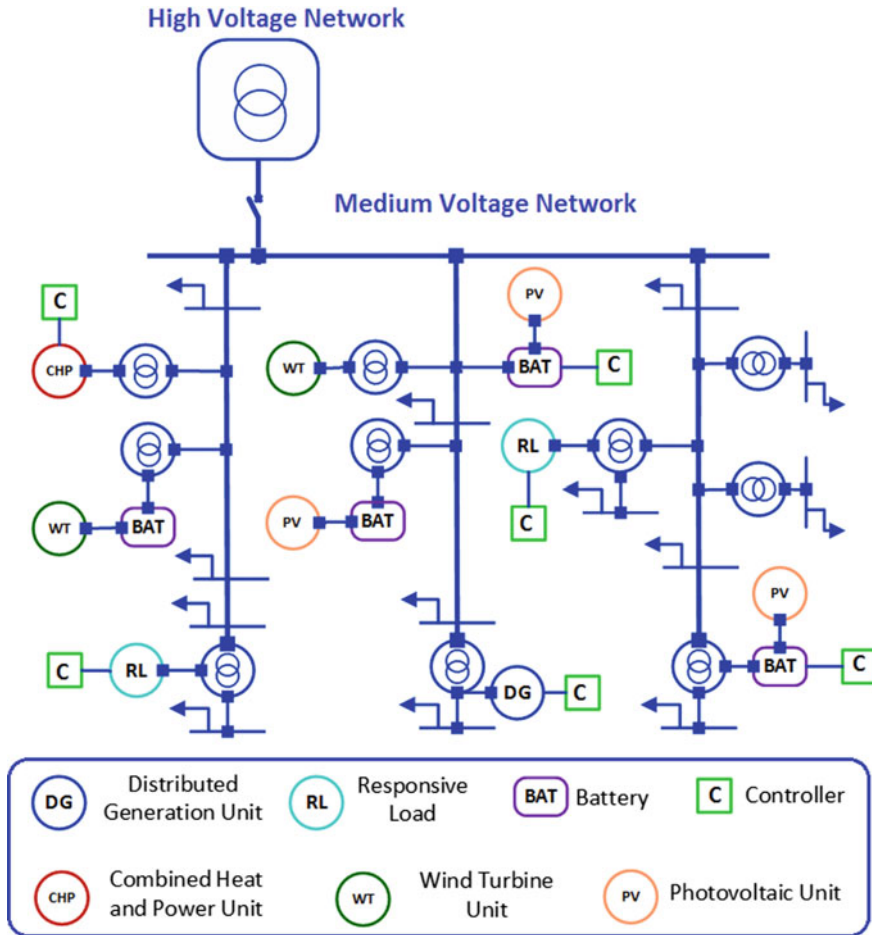 High Voltage Network
Medium Voltage Network
C
PV
CHP
WT
BAT
C
RL
WT
BAT
PV
BAT
C
PV
C
RL
DG
C
BAT
C
DG
Distributed
Generation Unit
RL
Responsive
Load
BAT
Battery
C
Controller
CHP
Combined Heat
and Power Unit
WT
Wind Turbine
Unit
PV
Photovoltaic Unit